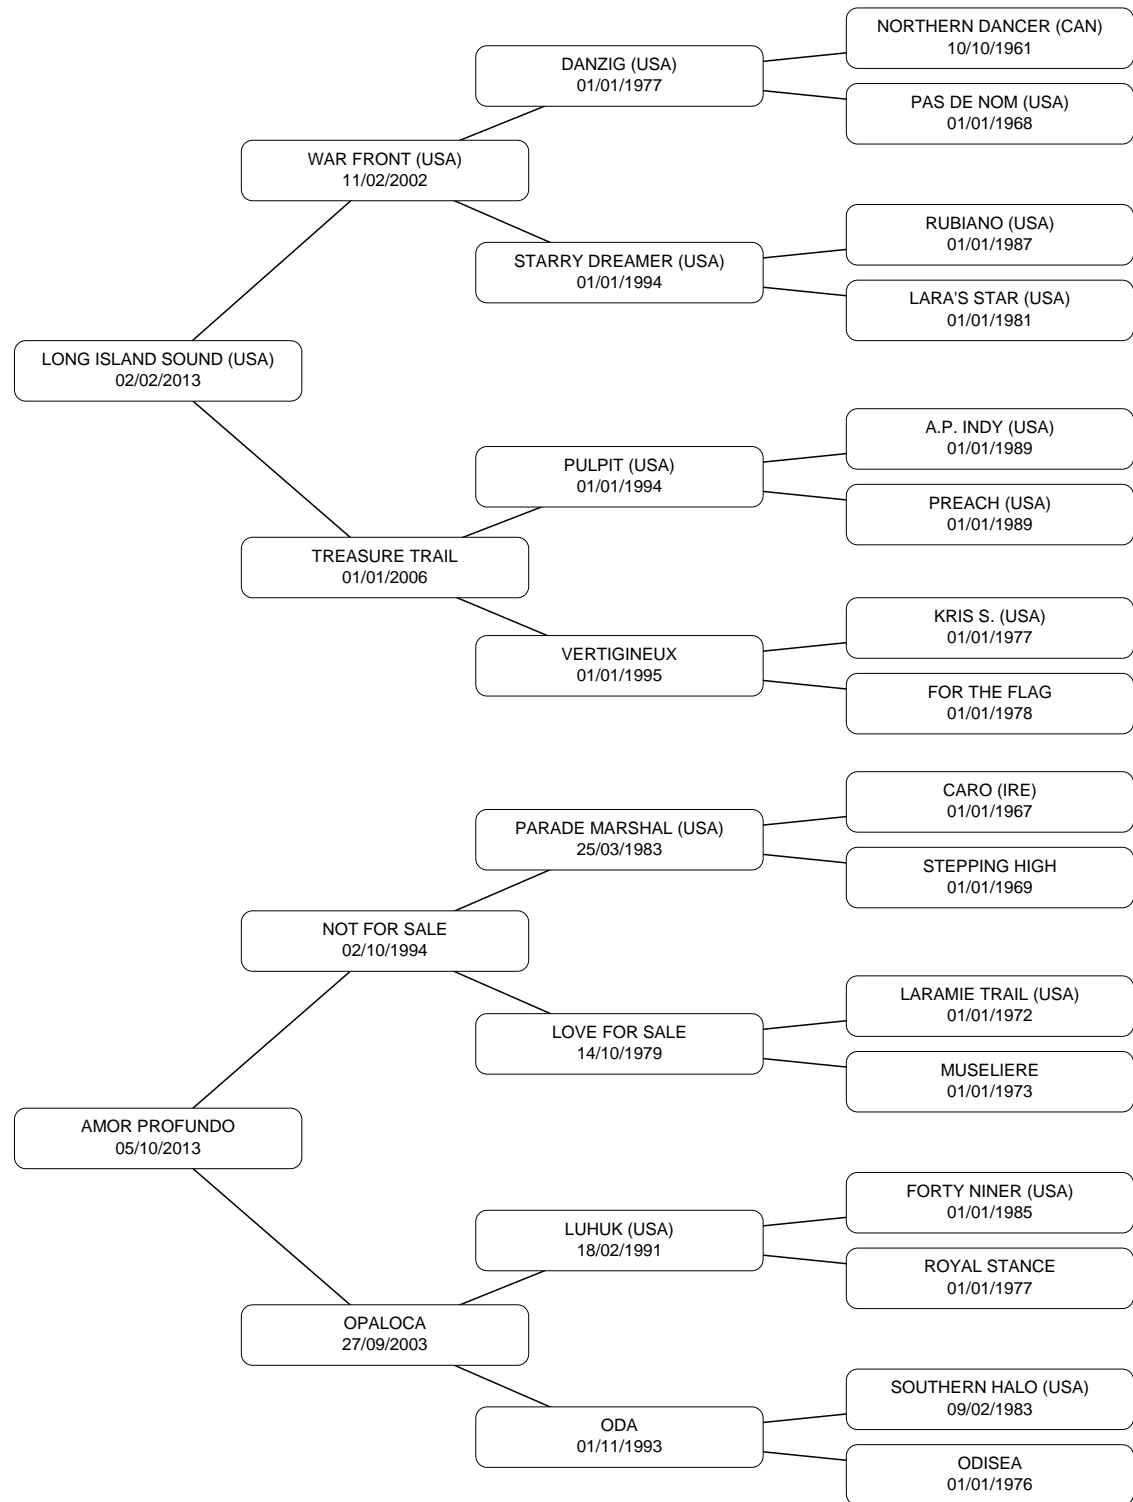 NORTHERN DANCER (CAN)
10/10/1961
DANZIG (USA)
01/01/1977
PAS DE NOM (USA)
01/01/1968
WAR FRONT (USA)
11/02/2002
RUBIANO (USA)
01/01/1987
STARRY DREAMER (USA)
01/01/1994
LARA'S STAR (USA)
01/01/1981
LONG ISLAND SOUND (USA)
02/02/2013
A.P. INDY (USA)
01/01/1989
PULPIT (USA)
01/01/1994
PREACH (USA)
01/01/1989
TREASURE TRAIL
01/01/2006
KRIS S. (USA)
01/01/1977
VERTIGINEUX
01/01/1995
FOR THE FLAG
01/01/1978
CARO (IRE)
01/01/1967
PARADE MARSHAL (USA)
25/03/1983
STEPPING HIGH
01/01/1969
NOT FOR SALE
02/10/1994
LARAMIE TRAIL (USA)
01/01/1972
LOVE FOR SALE
14/10/1979
MUSELIERE
01/01/1973
AMOR PROFUNDO
05/10/2013
FORTY NINER (USA)
01/01/1985
LUHUK (USA)
18/02/1991
ROYAL STANCE
01/01/1977
OPALOCA
27/09/2003
SOUTHERN HALO (USA)
09/02/1983
ODA
01/11/1993
ODISEA
01/01/1976